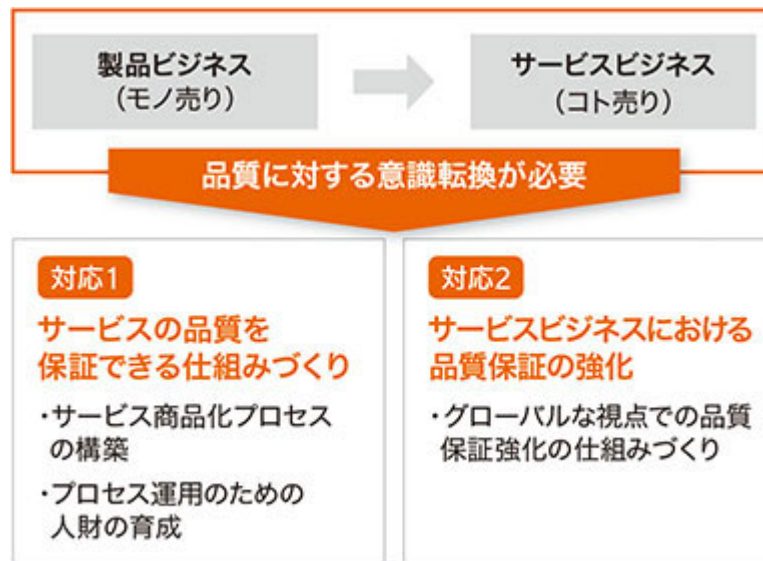 製品ビジネス
（モノ売り）
サービスビジネス
（コト売り）
品質に対する意識転換が必要
対応1
サービスの品質を
保証できる仕組みづくり
・サービス商品化プロセス
の構築
・プロセス運用のための
人財の育成
対応2
サービスビジネスにおける
品質保証の強化
・グローバルな視点での品質
保証強化の仕組みづくり